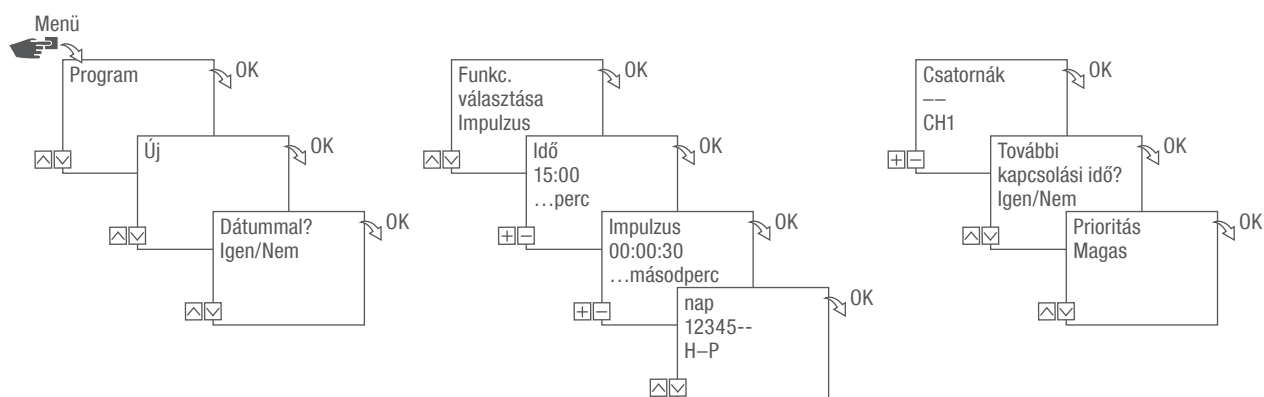 Menü
Program
OK
Új
OK
Dátummal?
Igen/Nem
OK
Funkc.
választása
Impulzus
OK
Idő
15:00
…perc
OK
Impulzus
00:00:30
…másodperc
OK
nap
12345--
H–P
OK
Csatornák
––
CH1
OK
További
kapcsolási idő?
Igen/Nem
OK
Prioritás
Magas
OK